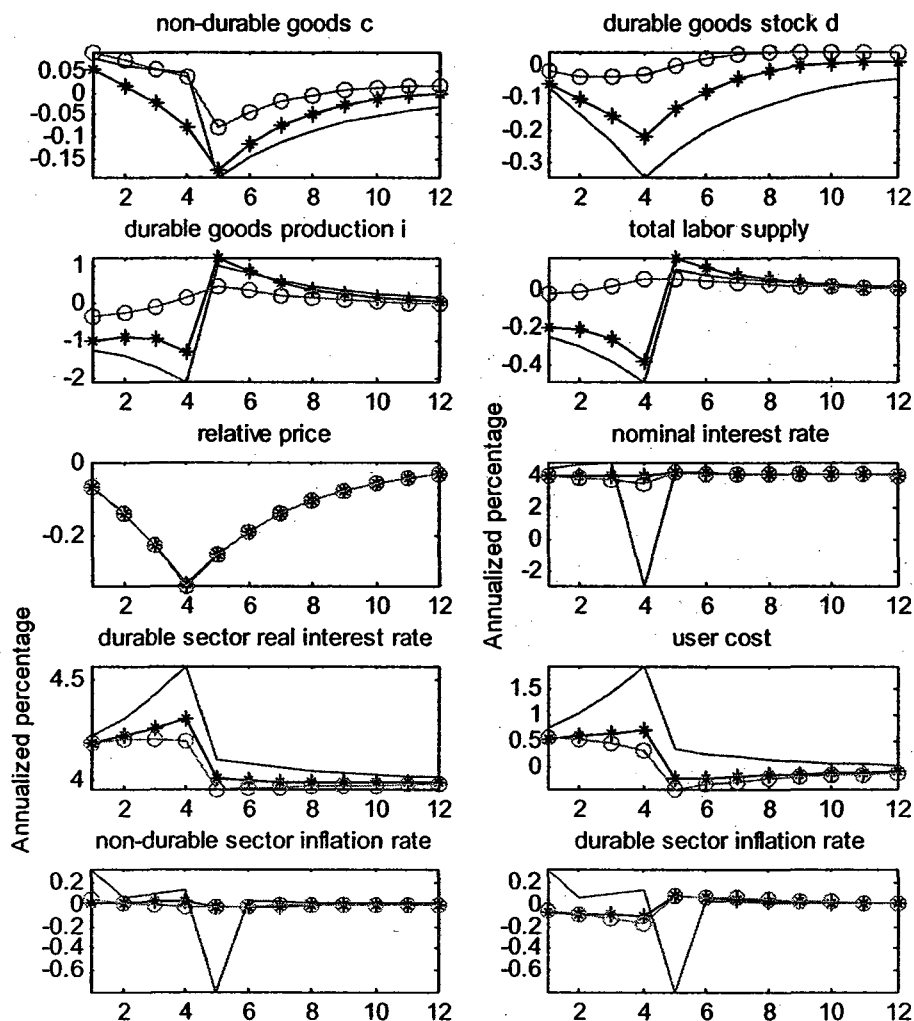 non-durable goods c
0.05
0
-0.05
-0.1
-0.15
2 4 6 8 10 12
durable goods stock d
0
-0.1
-0.2
-0.3
2 4 6 8 10 12
durable goods production i
1
0
-1
-2
2 4 6 8 10 12
total labor supply
0
-0.2
-0.4
2 4 6 8 10 12
relative price
0
-0.2
2 4 6 8 10 12
nominal interest rate
4
2
0
-2
2 4 6 8 10 12
Annualized percentage
durable sector real interest rate
4.5
4
2 4 6 8 10 12
user cost
1.5
1
0.5
0
2 4 6 8 10 12
Annualized percentage
non-durable sector inflation rate
0.2
0
-0.2
-0.4
-0.6
2 4 6 8 10 12
durable sector inflation rate
0.2
0
-0.2
-0.4
-0.6
2 4 6 8 10 12